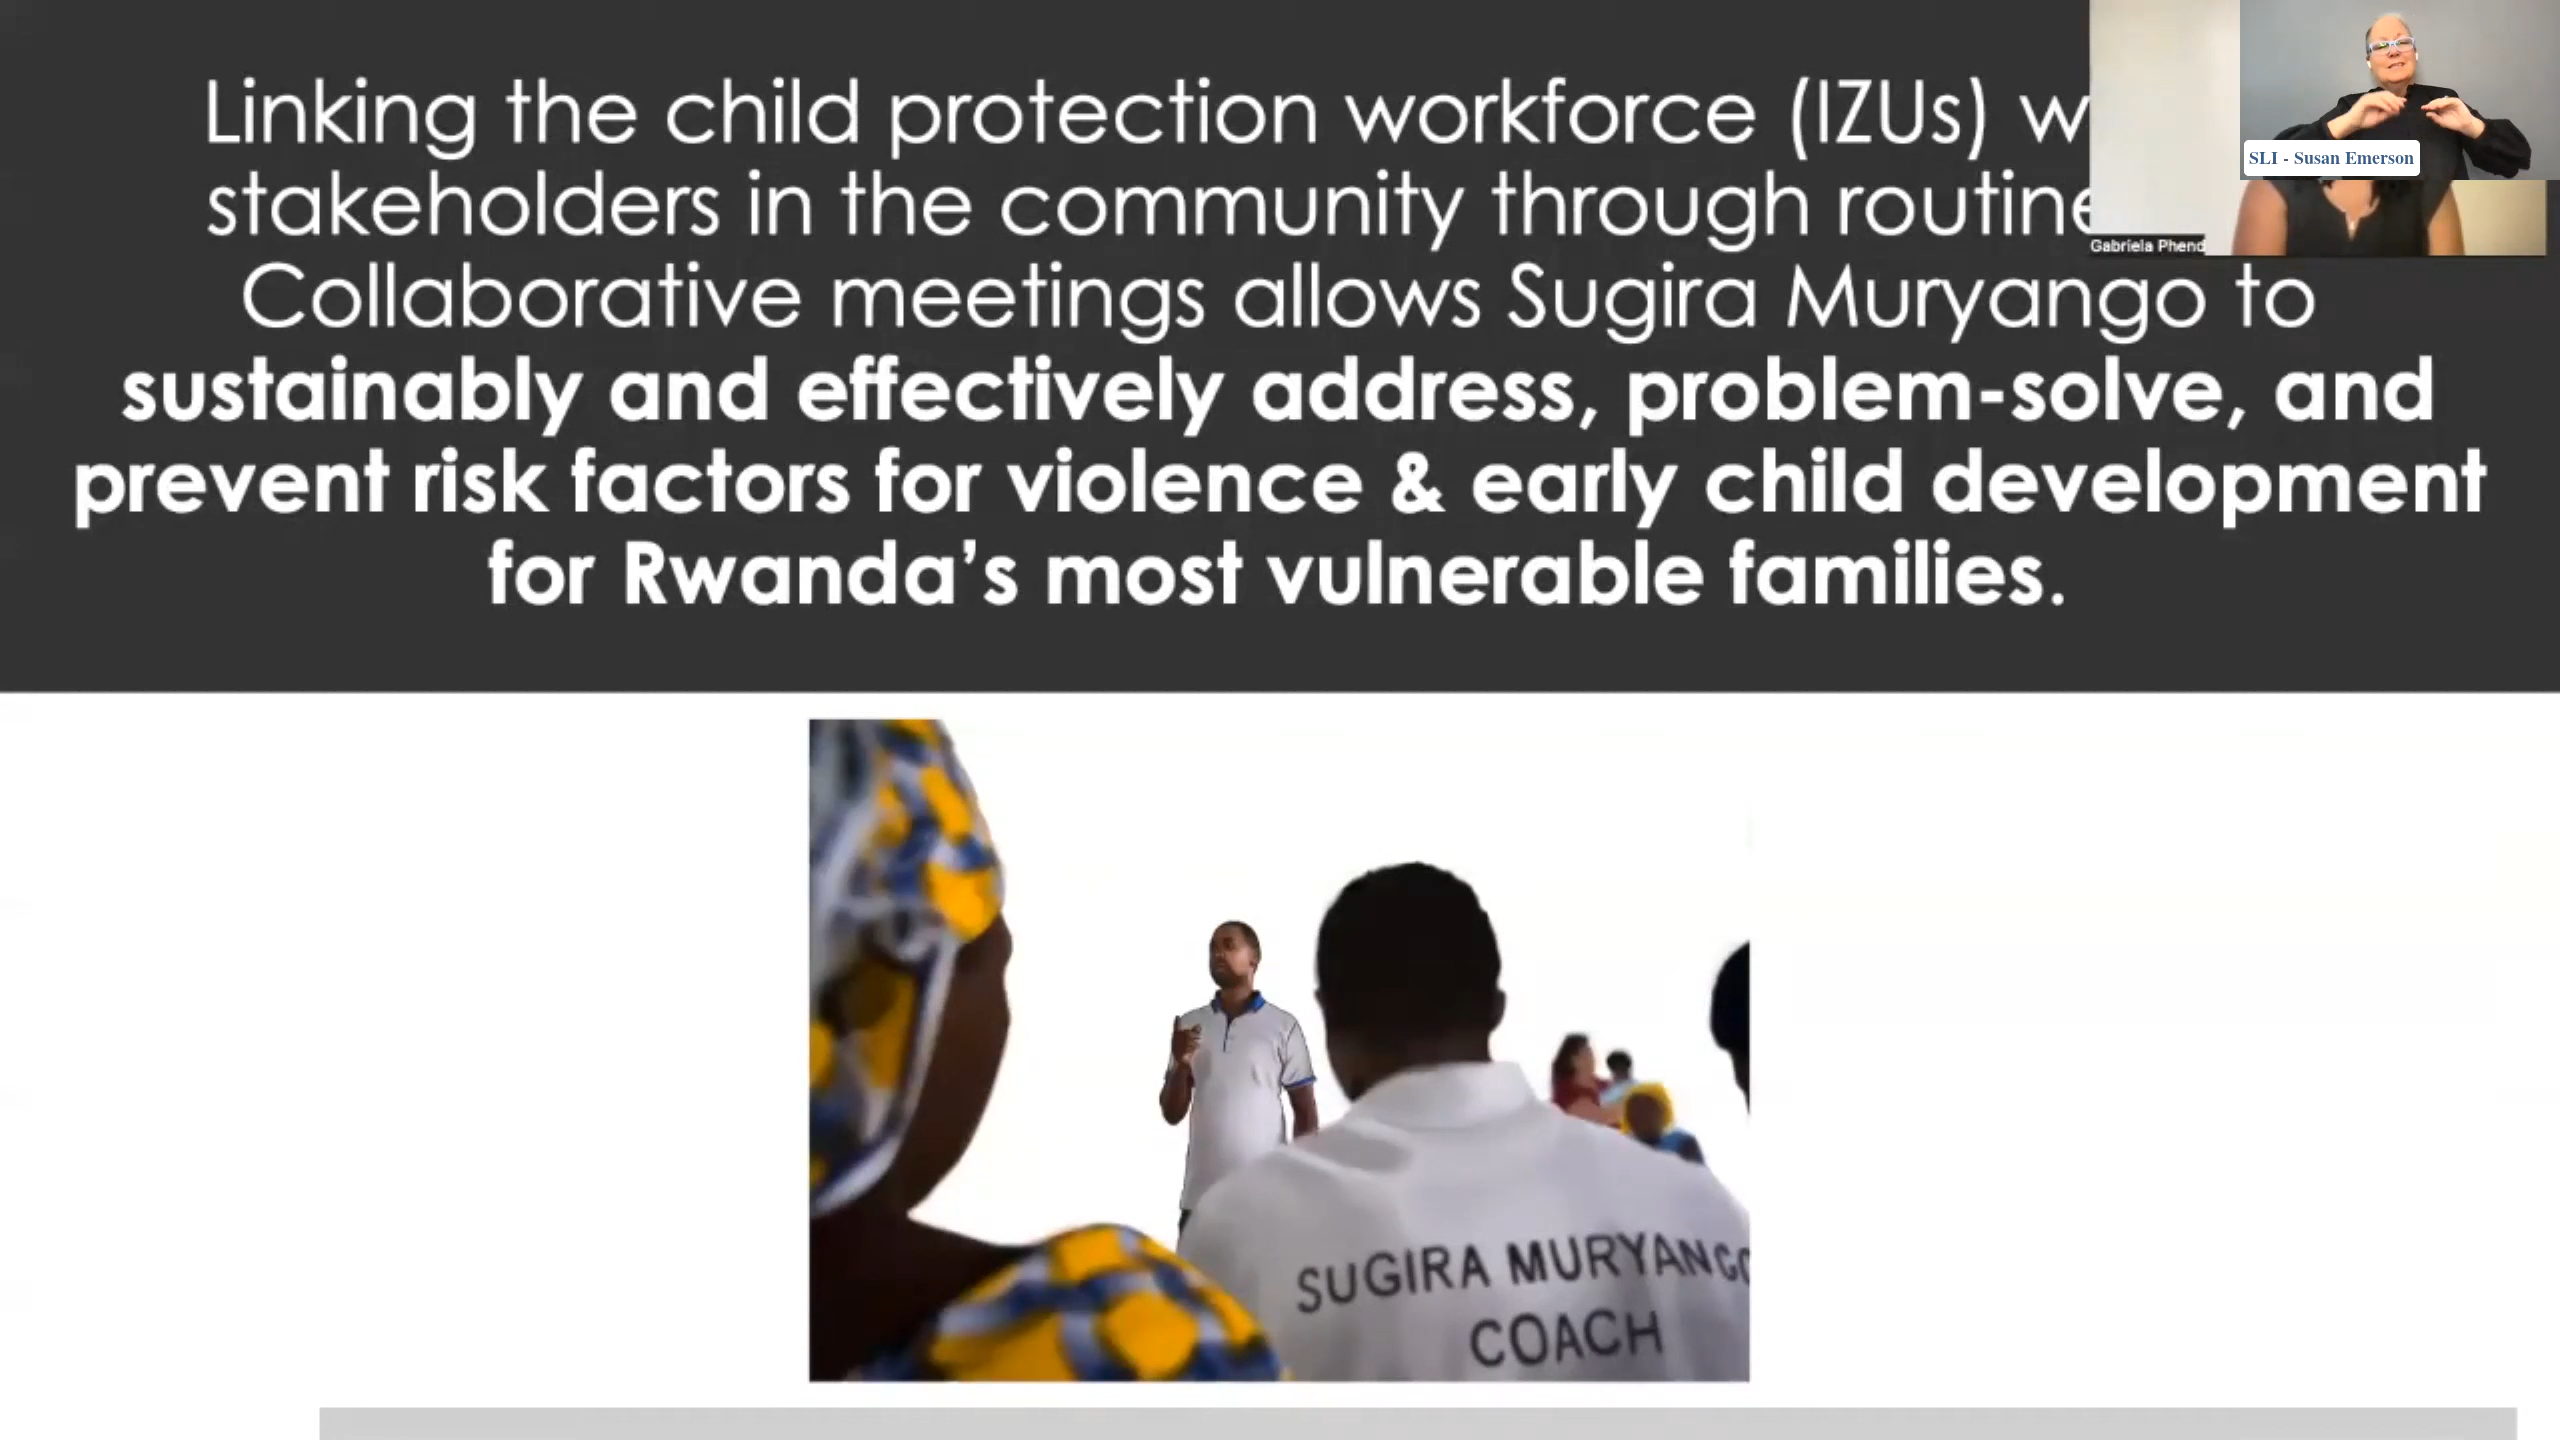 Linking the child protection workforce (IZUs)
stakeholders in the community through routine
Collaborative meetings allows Sugira Muryango to
sustainably and effectively address, problem-solve, and
prevent risk factors for violence & early child development
for Rwanda’s most vulnerable families.
SLI - Susan Emerson
Gabriela Phend
SUGIRA MURYANGO
COACH